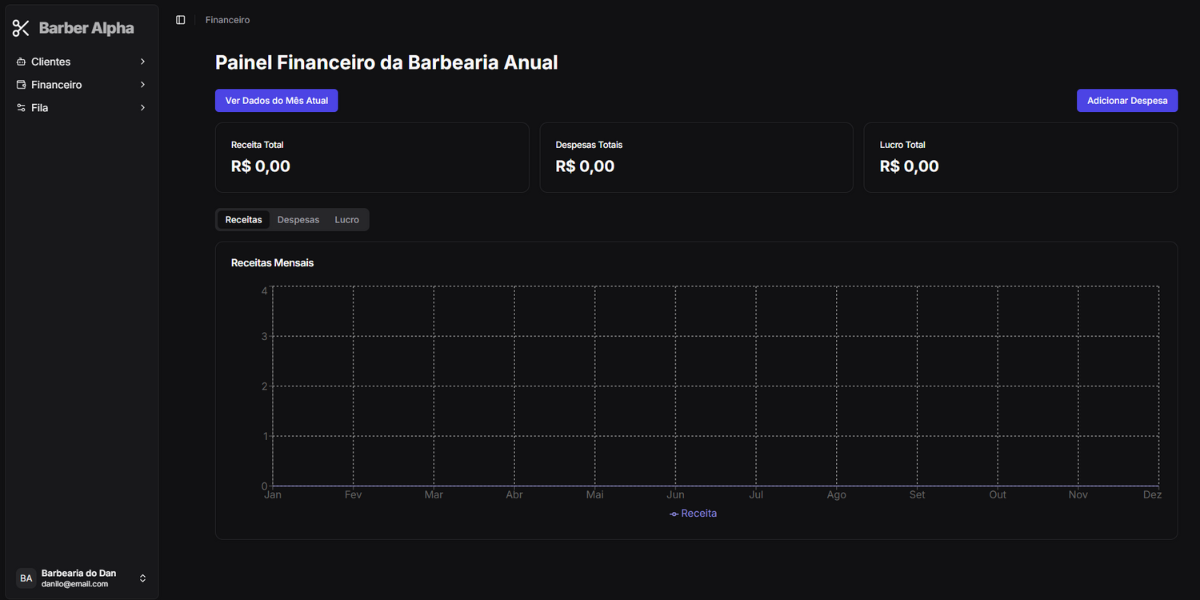 Barber Alpha
Clientes
Financeiro
Fila
Barbearia do Dan
BA
danilo@email.com
Financeiro
Painel Financeiro da Barbearia Anual
Ver Dados do Mês Atual
Adicionar Despesa
Receita Total
R$ 0,00
Despesas Totais
R$ 0,00
Lucro Total
R$ 0,00
Receitas Despesas Lucro
Receitas Mensais
4
3
2
1
0
Jan Fev Mar Abr Mai Jun Jul Ago Set Out Nov Dez
Receita